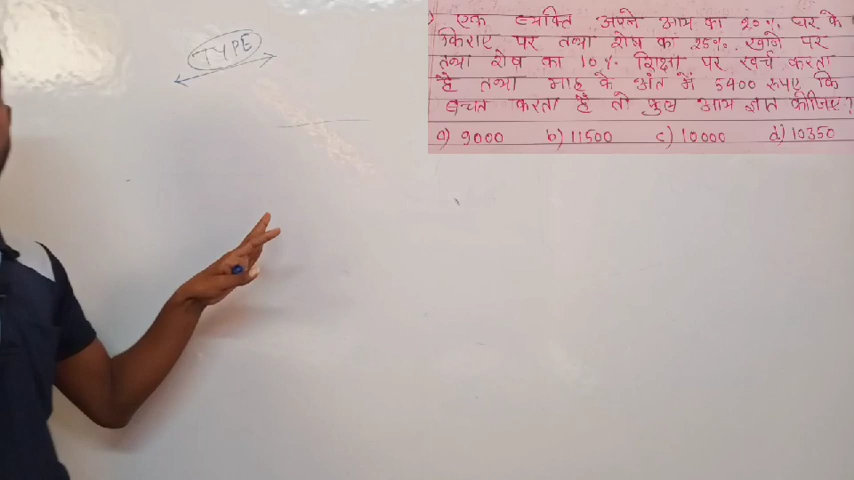 TYPE
एक व्यक्ति अपने आय का 20% घर के
किराए पर तथा शेष का 25% खाने पर
तथा शेष का 10% शिक्षा पर खर्च करता
है तथा माह के अंत में 5400 रूपए कि
बचत करता हैं तो कुल आय ज्ञात कीजिए?
a) 9000 b) 11500 c) 10000 d) 10350